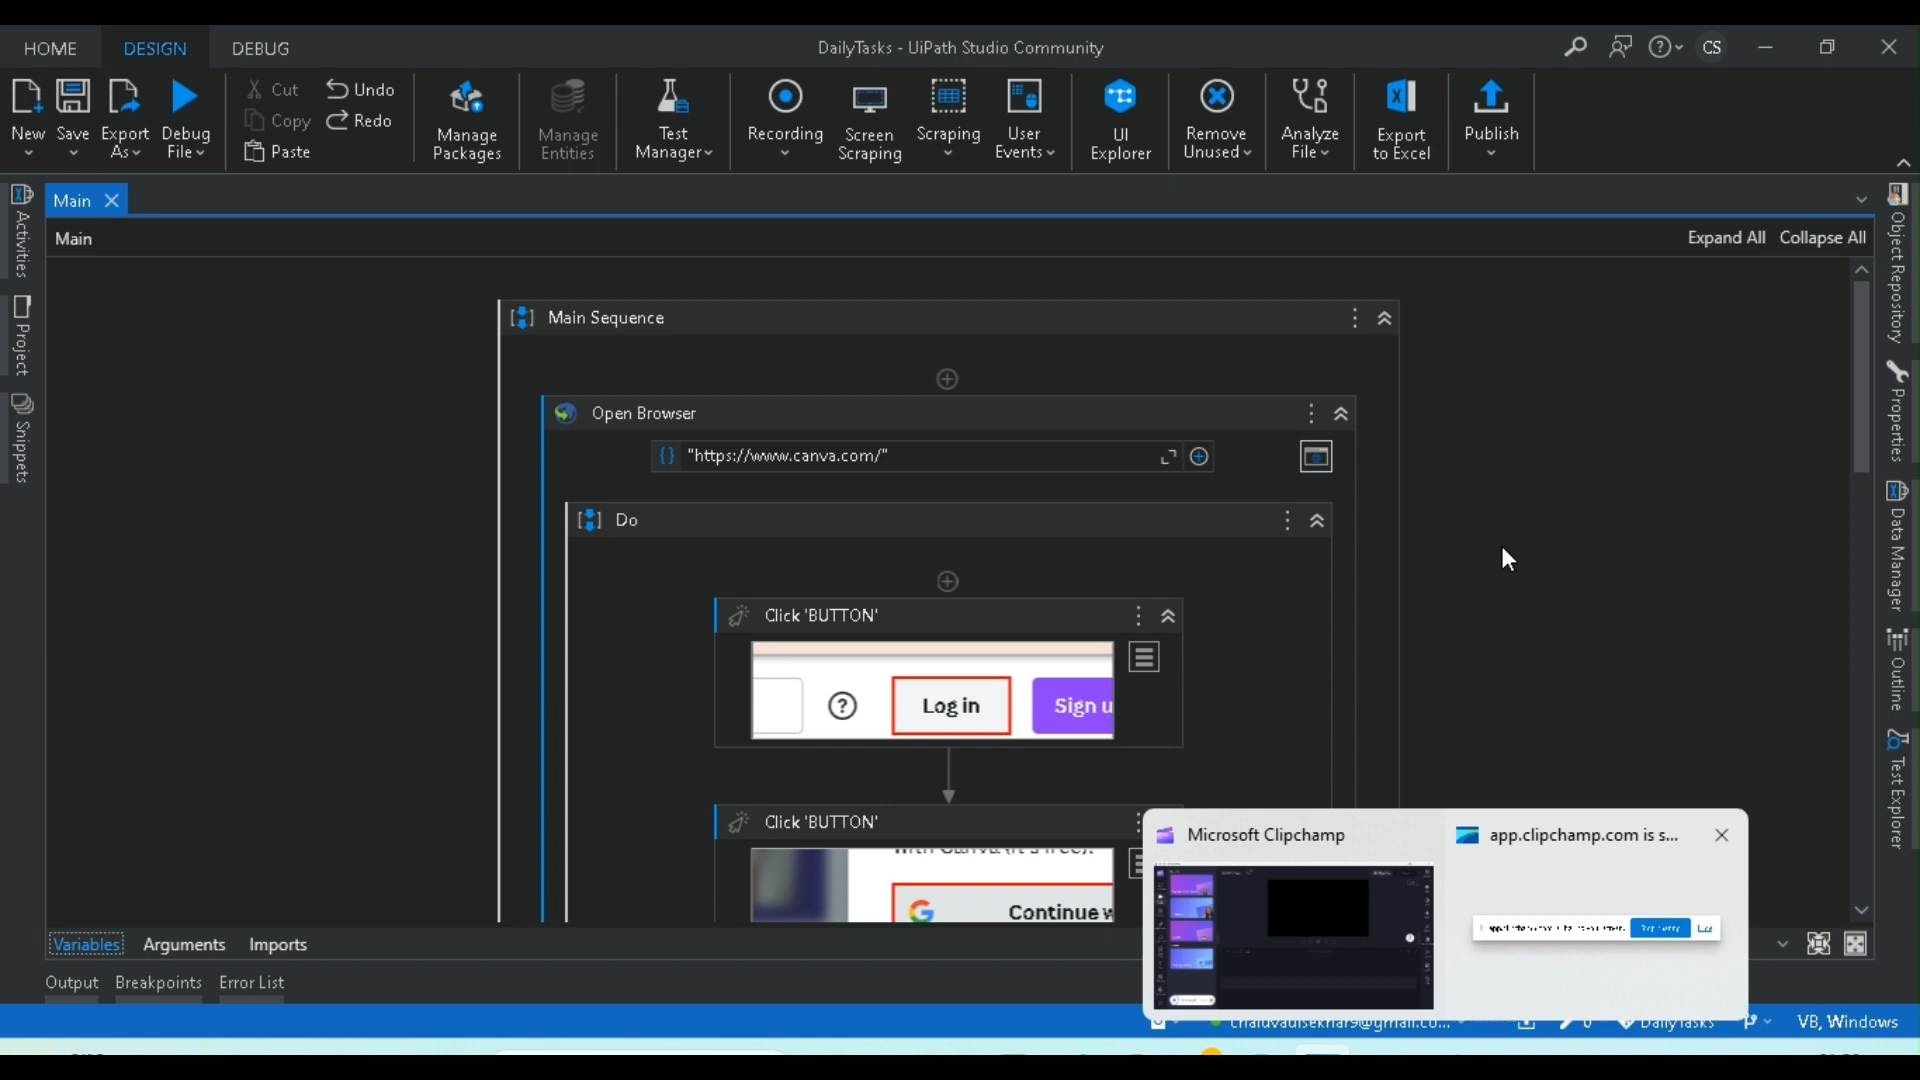 HOME DESIGN DEBUG DailyTasks - UiPath Studio Community CS
New Save Export As Debug File
Cut Undo
Copy Redo
Paste
Manage Packages
Manage Entities
Test Manager
Recording
Screen Scraping
Scraping
User Events
UI Explorer
Remove Unused
Analyze File
Export to Excel
Publish
Main
Main Expand All Collapse All
Activities
Project
Snippets
Object Repository
Properties
Data Manager
Outline
Test Explorer
Main Sequence
Open Browser
"https://www.canva.com/"
Do
Click 'BUTTON'
? Log in Sign u
Click 'BUTTON'
Continue w
Microsoft Clipchamp app.clipchamp.com is s...
Variables Arguments Imports
Output Breakpoints Error List
DailyTasks VB, Windows